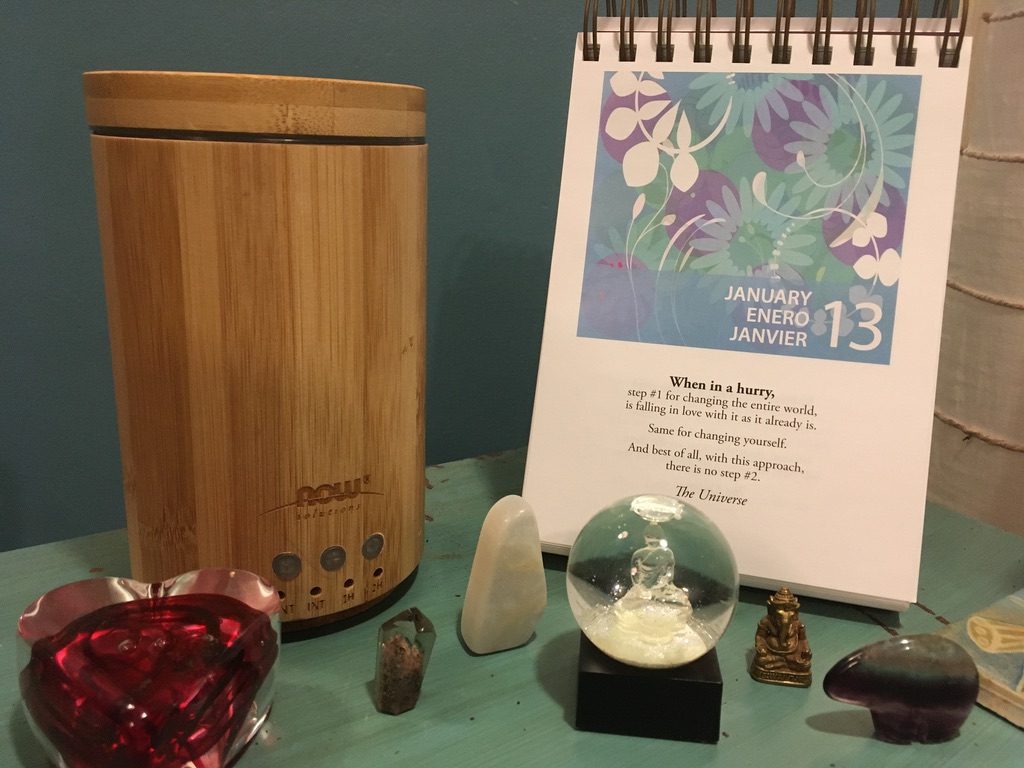 now®
solutions
INT
1H
2H
JANUARY
ENERO
JANVIER
13
When in a hurry,
step #1 for changing the entire world,
is falling in love with it as it already is.
Same for changing yourself.
And best of all, with this approach,
there is no step #2.
The Universe